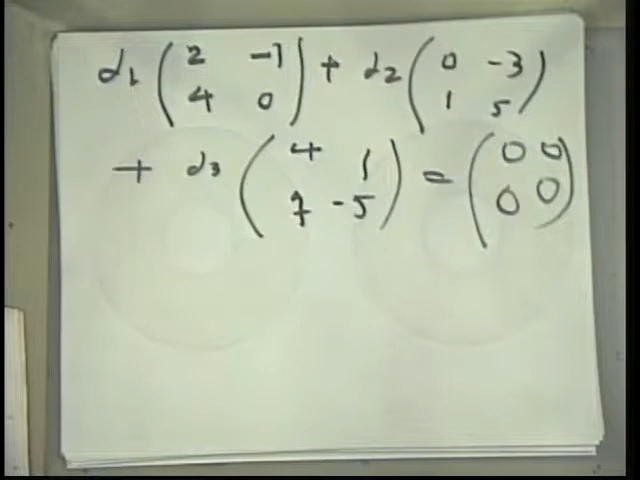 α₁ (2 -1) + α₂ (0 -3)
(4 0) (1 5)
+ α₃ (4 1) = (0 0)
(7 -5) (0 0)